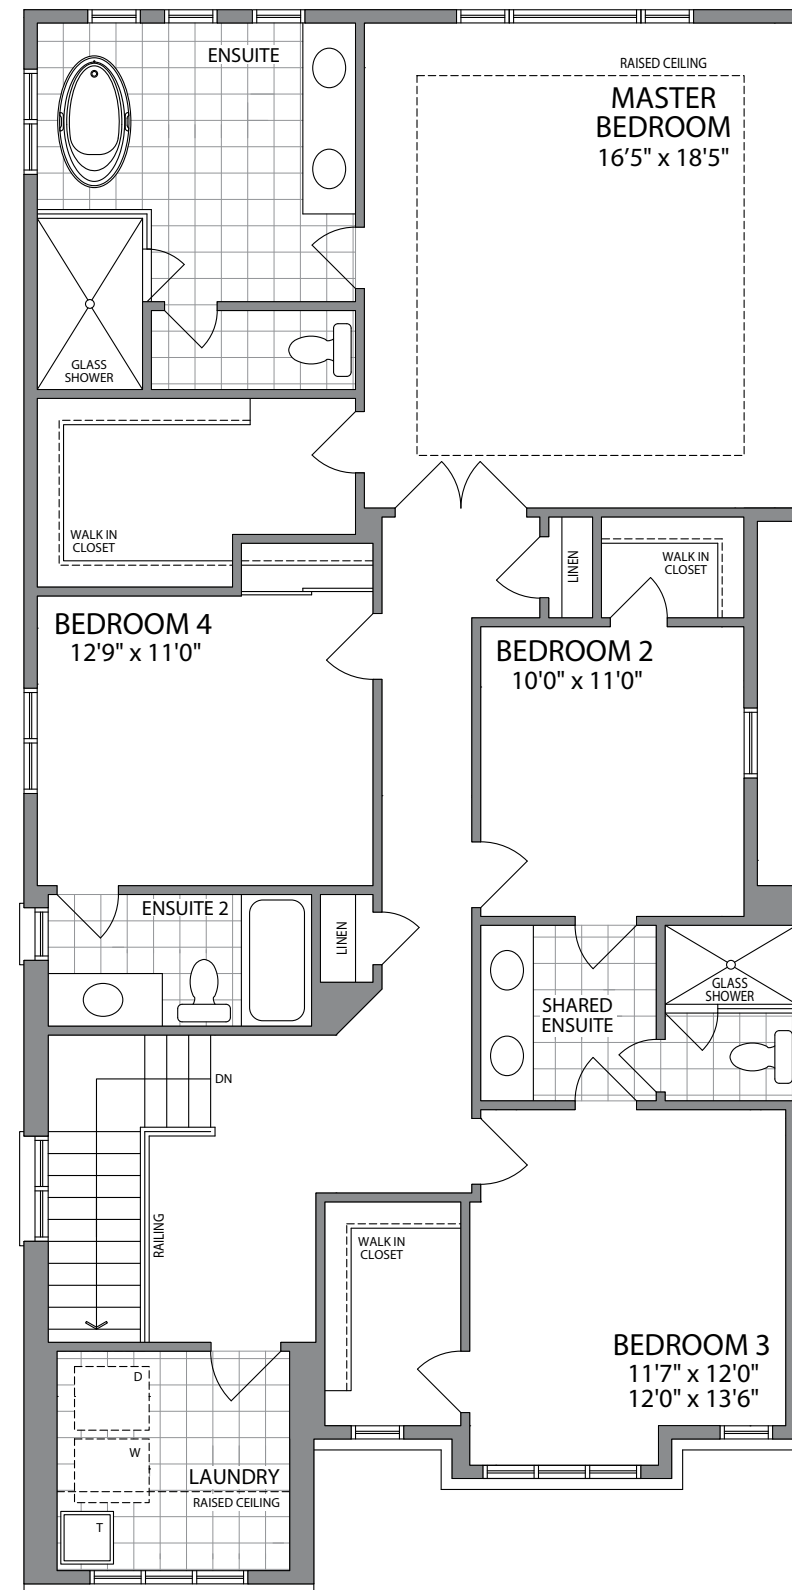 ENSUITE
RAISED CEILING
MASTER
BEDROOM
16'5" x 18'5"
GLASS
SHOWER
WALK IN
CLOSET
LINEN
WALK IN
CLOSET
BEDROOM 4
12'9" x 11'0"
BEDROOM 2
10'0" x 11'0"
ENSUITE 2
LINEN
SHARED
ENSUITE
GLASS
SHOWER
DN
RAILING
WALK IN
CLOSET
BEDROOM 3
11'7" x 12'0"
12'0" x 13'6"
D
W
LAUNDRY
RAISED CEILING
T